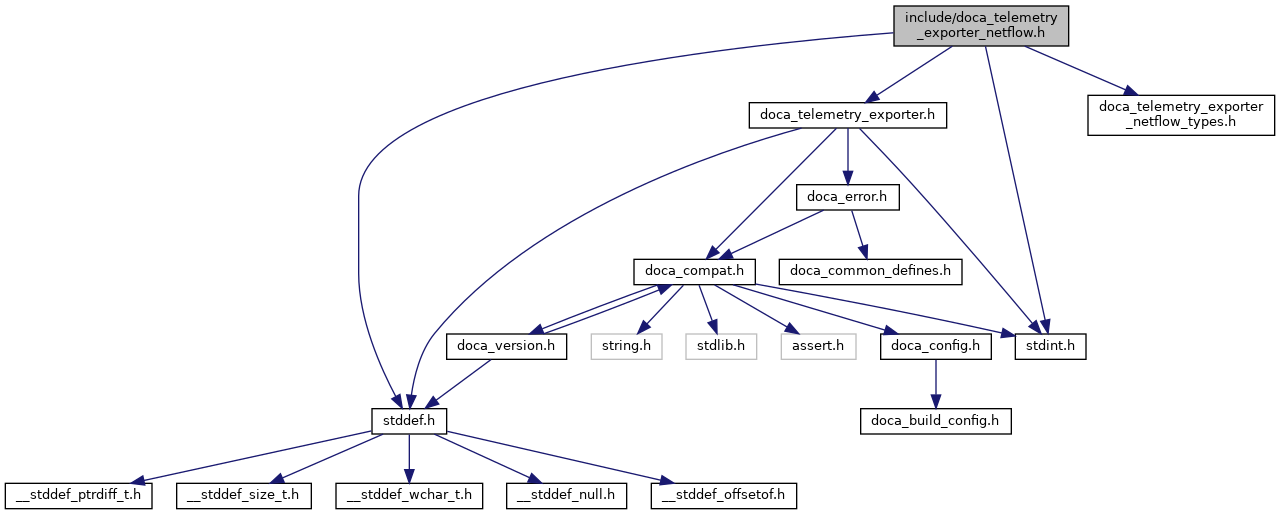 include/doca_telemetry
_exporter_netflow.h
doca_telemetry_exporter.h
doca_telemetry_exporter
_netflow_types.h
doca_error.h
doca_compat.h
doca_common_defines.h
doca_version.h
string.h
stdlib.h
assert.h
doca_config.h
stdint.h
stddef.h
doca_build_config.h
__stddef_ptrdiff_t.h
__stddef_size_t.h
__stddef_wchar_t.h
__stddef_null.h
__stddef_offsetof.h